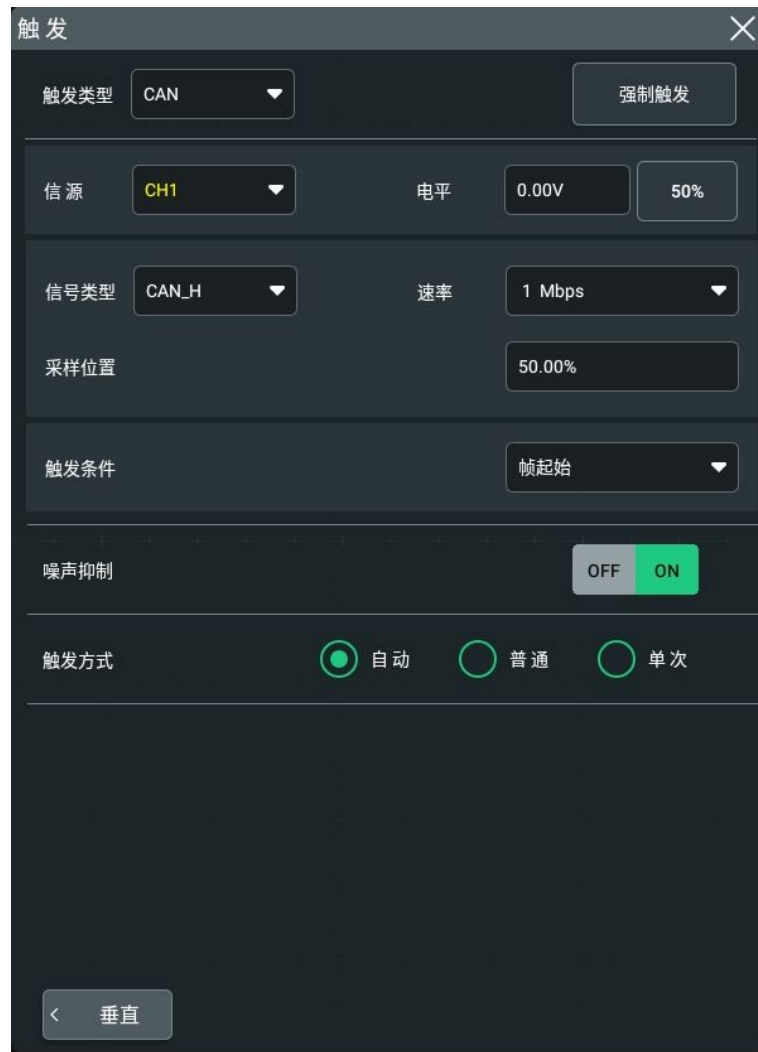 触发
触发类型 CAN 强制触发
信源 CH1 电平 0.00V 50%
信号类型 CAN_H 速率 1 Mbps
采样位置 50.00%
触发条件 帧起始
噪声抑制 OFF ON
触发方式 自动 普通 单次
< 垂直